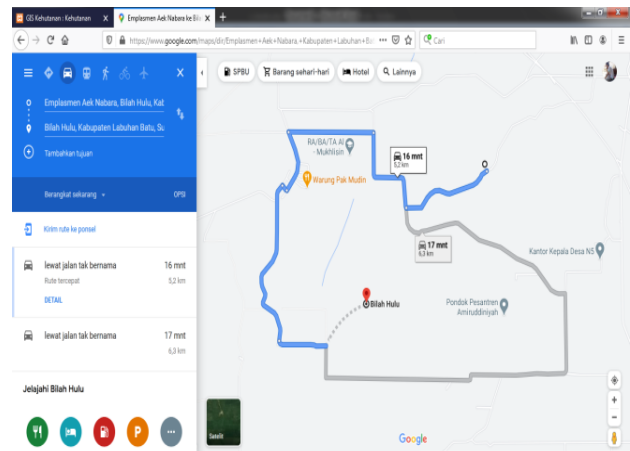 GIS Kehutanan : Kehutanan
Emplasmen Aek Nabara ke Bil
https://www.google.com/maps/dir/Emplasmen+Aek+Nabara,+Kabupaten+Labuhan+Ba
Cari
Emplasmen Aek Nabara, Bilah Hulu, Kat
Bilah Hulu, Kabupaten Labuhan Batu, Su
Tambahkan tujuan
Berangkat sekarang
OPSI
Kirim rute ke ponsel
lewat jalan tak bernama 16 mnt
Rute tercepat 5,2 km
DETAIL
lewat jalan tak bernama 17 mnt
6,3 km
Jelajahi Bilah Hulu
SPBU
Barang sehari-hari
Hotel
Lainnya
RA/BA/TA Al
- Mukhlisin
Warung Pak Mudin
16 mnt
5,2 km
17 mnt
6,3 km
Kantor Kepala Desa N5
Bilah Hulu
Pondok Pesantren
Amiruddiniyah
Satelit
Google